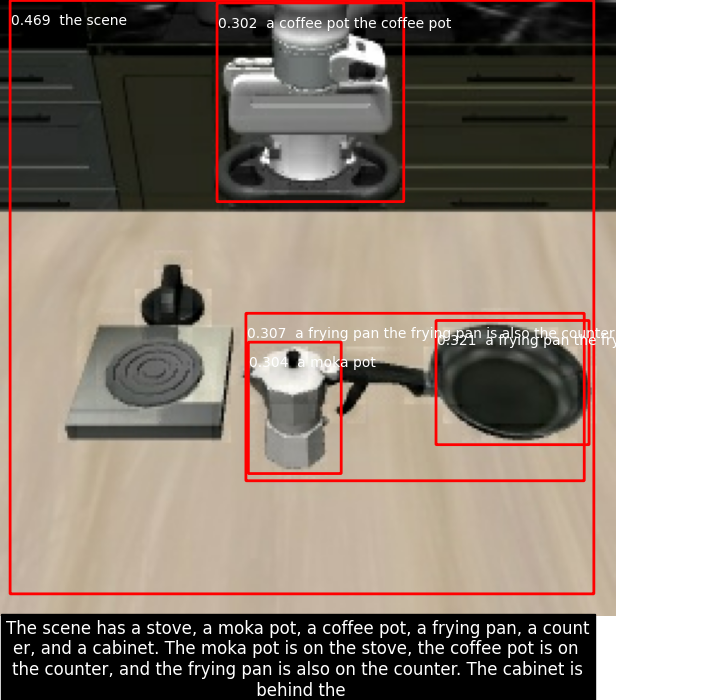 0.469  the scene
0.302  a coffee pot the coffee pot
0.307  a frying pan the frying pan is also the counter
0.321  a frying pan the fry
0.304  a moka pot
The scene has a stove, a moka pot, a coffee pot, a frying pan, a count
er, and a cabinet. The moka pot is on the stove, the coffee pot is on
the counter, and the frying pan is also on the counter. The cabinet is
behind the